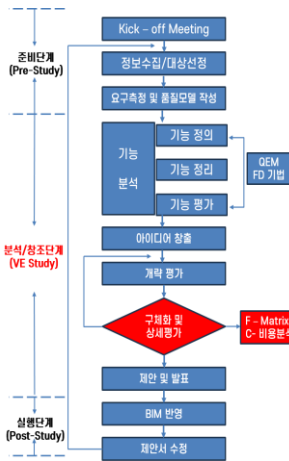 Kick – off Meeting
준비단계
(Pre-Study)
정보수집/대상선정
요구측정 및 품질모델 작성
기능
분석
기능 정의
기능 정리
기능 평가
QEM
FD 기법
아이디어 창출
분석/창조단계
(VE Study)
개략 평가
구체화 및
상세평가
F – Matrix
C- 비용분석
제안 및 발표
BIM 반영
실행단계
(Post-Study)
제안서 수정